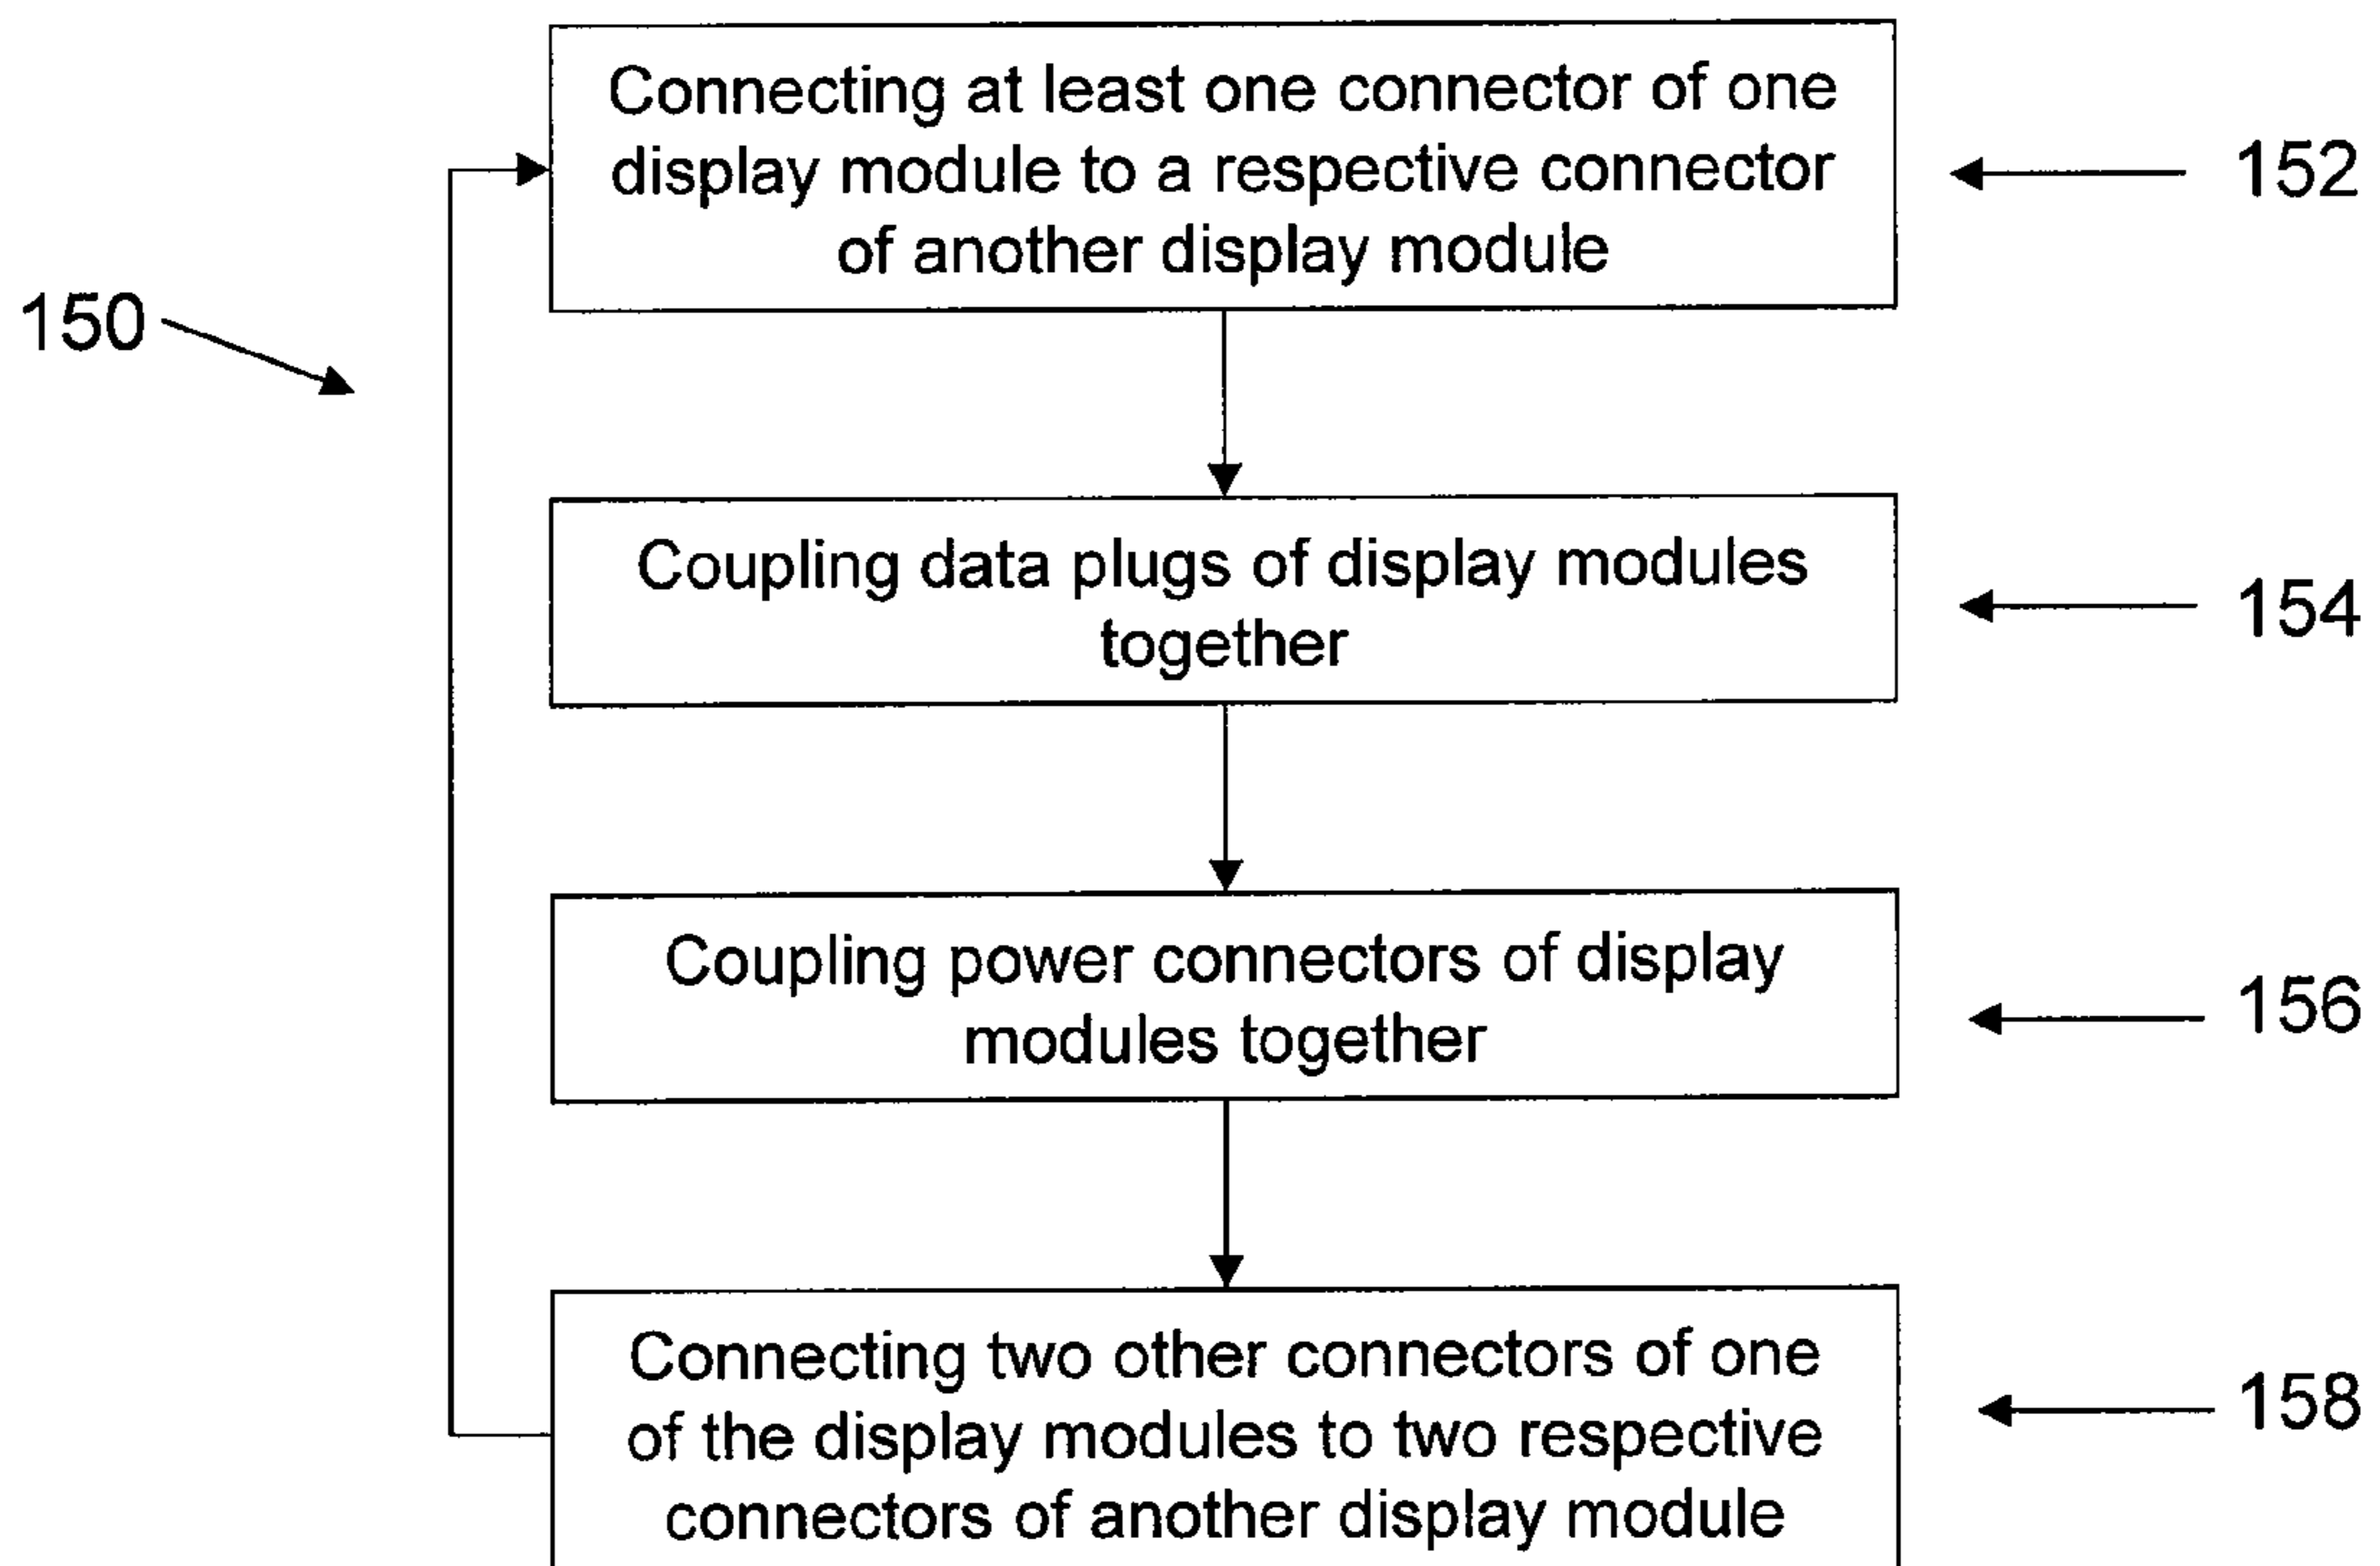 Connecting at least one connector of one
display module to a respective connector
of another display module
152
150
Coupling data plugs of display modules
together
154
Coupling power connectors of display
modules together
156
Connecting two other connectors of one
of the display modules to two respective
connectors of another display module
158